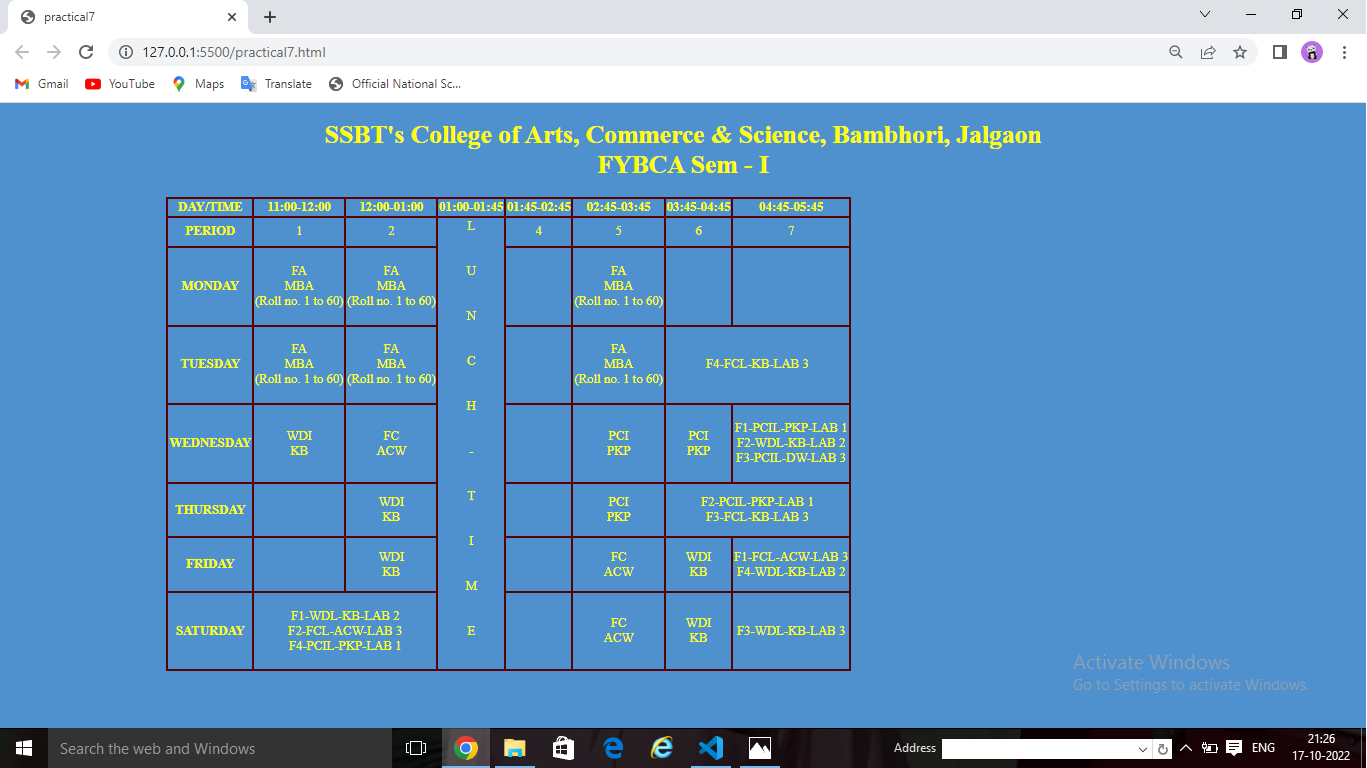 practical7
127.0.0.1:5500/practical7.html
Gmail YouTube Maps Translate Official National Sc...
SSBT's College of Arts, Commerce & Science, Bambhori, Jalgaon
FYBCA Sem - I
DAY/TIME 11:00-12:00 12:00-01:00 01:00-01:45 01:45-02:45 02:45-03:45 03:45-04:45 04:45-05:45
PERIOD 1 2 4 5 6 7
L
U
N
C
H
-
T
I
M
E
MONDAY
FA
MBA
(Roll no. 1 to 60)
FA
MBA
(Roll no. 1 to 60)
FA
MBA
(Roll no. 1 to 60)
TUESDAY
FA
MBA
(Roll no. 1 to 60)
FA
MBA
(Roll no. 1 to 60)
FA
MBA
(Roll no. 1 to 60)
F4-FCL-KB-LAB 3
WEDNESDAY
WDI
KB
FC
ACW
PCI
PKP
PCI
PKP
F1-PCIL-PKP-LAB 1
F2-WDL-KB-LAB 2
F3-PCIL-DW-LAB 3
THURSDAY
WDI
KB
PCI
PKP
F2-PCIL-PKP-LAB 1
F3-FCL-KB-LAB 3
FRIDAY
WDI
KB
FC
ACW
WDI
KB
F1-FCL-ACW-LAB 3
F4-WDL-KB-LAB 2
SATURDAY
F1-WDL-KB-LAB 2
F2-FCL-ACW-LAB 3
F4-PCIL-PKP-LAB 1
FC
ACW
WDI
KB
F3-WDL-KB-LAB 3
Activate Windows
Go to Settings to activate Windows.
Search the web and Windows
Address
ENG
21:26
17-10-2022